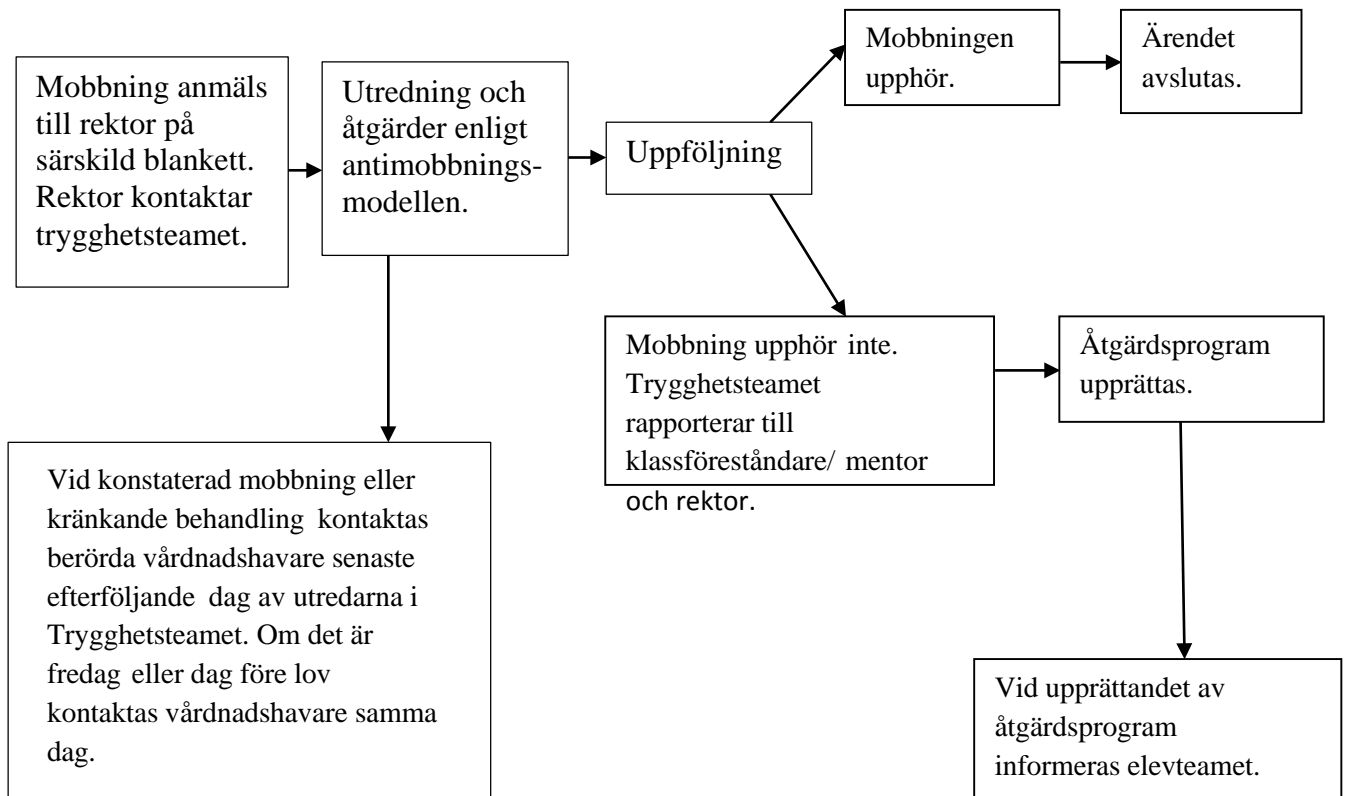 Mobbning anmäls
till rektor på
särskild blankett.
Rektor kontaktar
trygghetsteamet.
Utredning och
åtgärder enligt
antimobbnings-
modellen.
Uppföljning
Mobbningen
upphör.
Ärendet
avslutas.
Mobbning upphör inte.
Trygghetsteamet
rapporterar till
klassföreståndare/ mentor
och rektor.
Åtgärdsprogram
upprättas.
Vid konstaterad mobbning eller
kränkande behandling kontaktas
berörda vårdnadshavare senaste
efterföljande dag av utredarna i
Trygghetsteamet. Om det är
fredag eller dag före lov
kontaktas vårdnadshavare samma
dag.
Vid upprättandet av
åtgärdsprogram
informeras elevteamet.